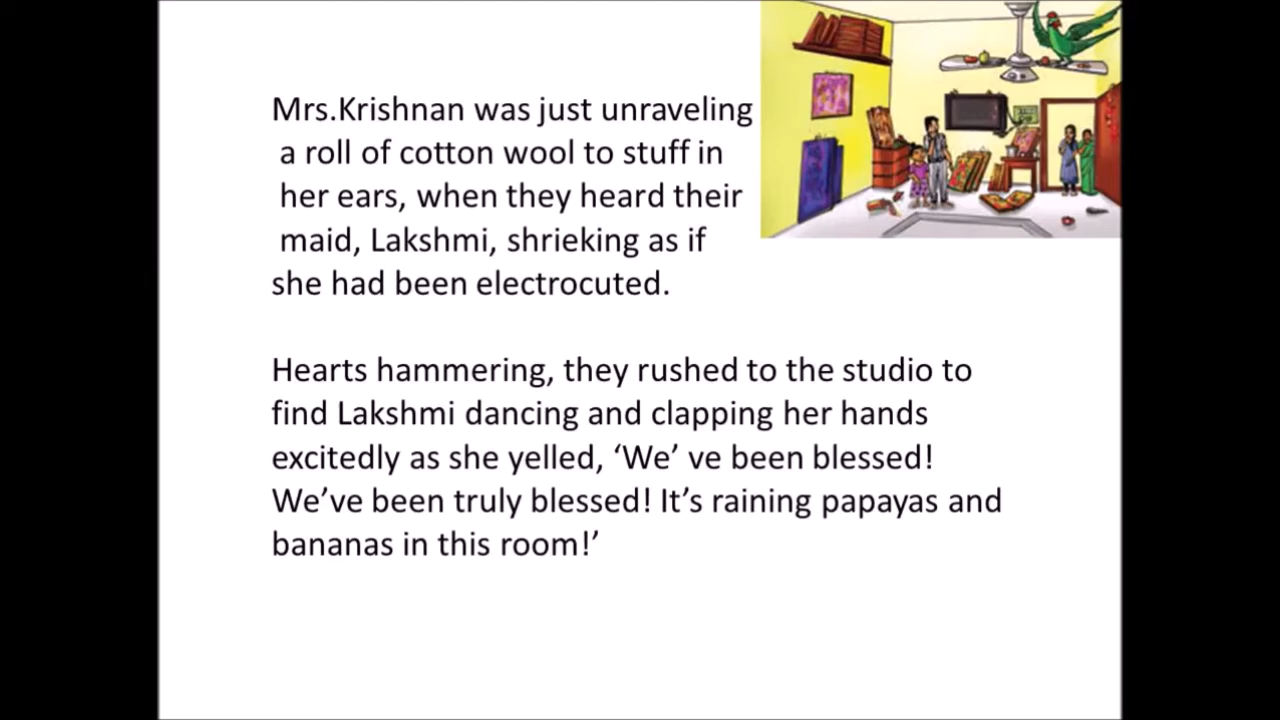 Mrs.Krishnan was just unraveling
a roll of cotton wool to stuff in
her ears, when they heard their
maid, Lakshmi, shrieking as if
she had been electrocuted.
Hearts hammering, they rushed to the studio to
find Lakshmi dancing and clapping her hands
excitedly as she yelled, ‘We’ ve been blessed!
We’ve been truly blessed! It’s raining papayas and
bananas in this room!’